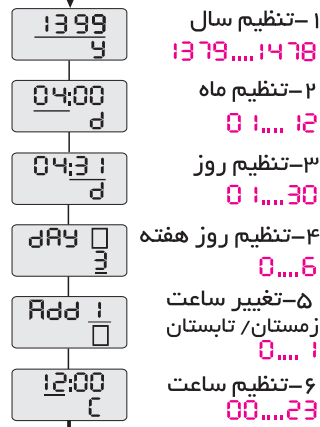 1399
y
۱-تنظیم سال
1379....1478
04:00
d
۲-تنظیم ماه
01....12
04:31
d
۳-تنظیم روز
01....30
dAY 0
3
۴-تنظیم روز هفته
0....6
Add 1
0
۵-تغییر ساعت
زمستان/ تابستان
0....1
12:00
C
۶-تنظیم ساعت
00....23